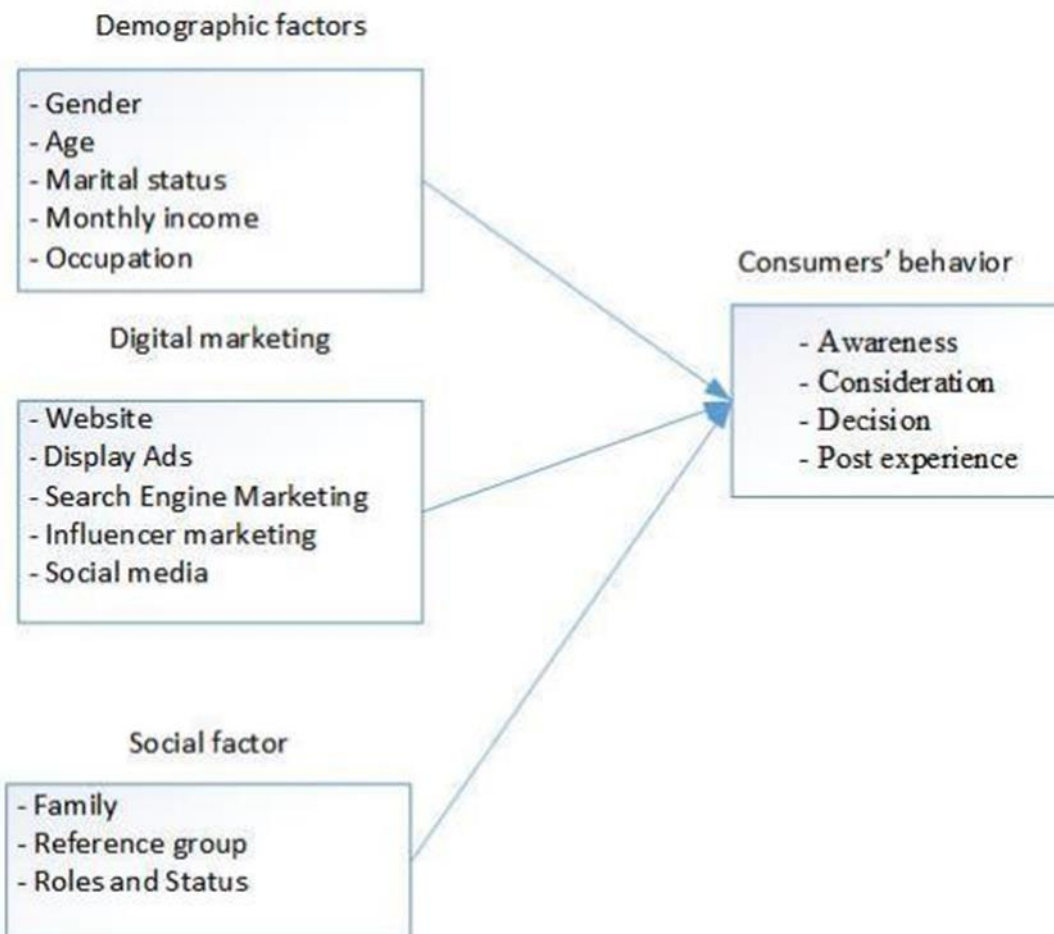 Demographic factors
- Gender
- Age
- Marital status
- Monthly income
- Occupation
Digital marketing
- Website
- Display Ads
- Search Engine Marketing
- Influencer marketing
- Social media
Social factor
- Family
- Reference group
- Roles and Status
Consumers’ behavior
- Awareness
- Consideration
- Decision
- Post experience